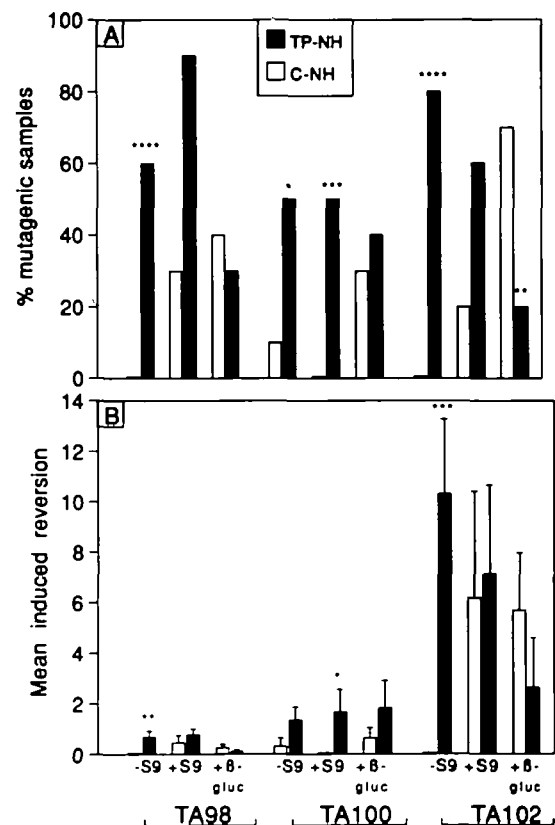 A
TP-NH
C-NH
% mutagenic samples
100
80
60
40
20
0
****
*
***
****
**
B
Mean induced reversion
14
12
10
8
6
4
2
0
**
*
***
-S9 +S9 +ß-gluc -S9 +S9 +ß-gluc -S9 +S9 +ß-gluc
TA98 TA100 TA102